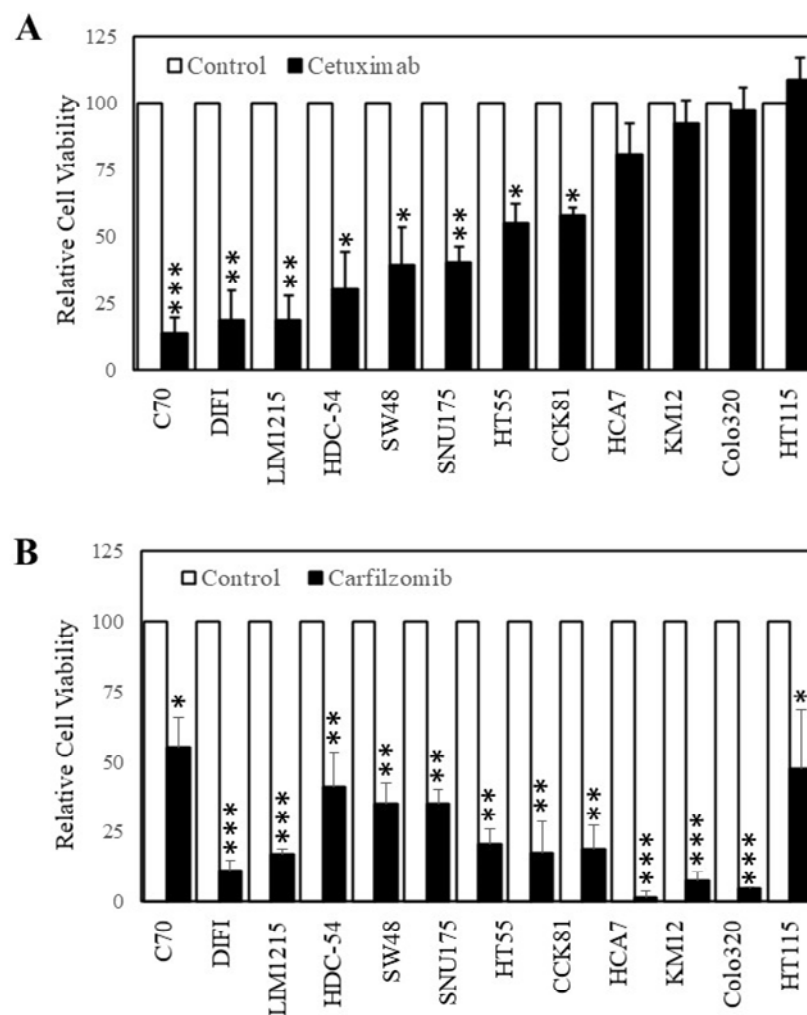 A
125
100
75
50
25
0
Relative Cell Viability
Control Cetuximab
*** ** ** * * ** * *
C70 DIFI LIM1215 HDC-54 SW48 SNU175 HT55 CCK81 HCA7 KM12 Colo320 HT115
B
125
100
75
50
25
0
Relative Cell Viability
Control Carfilzomib
* *** *** ** ** ** ** ** ** *** *** *** *
C70 DIFI LIM1215 HDC-54 SW48 SNU175 HT55 CCK81 HCA7 KM12 Colo320 HT115